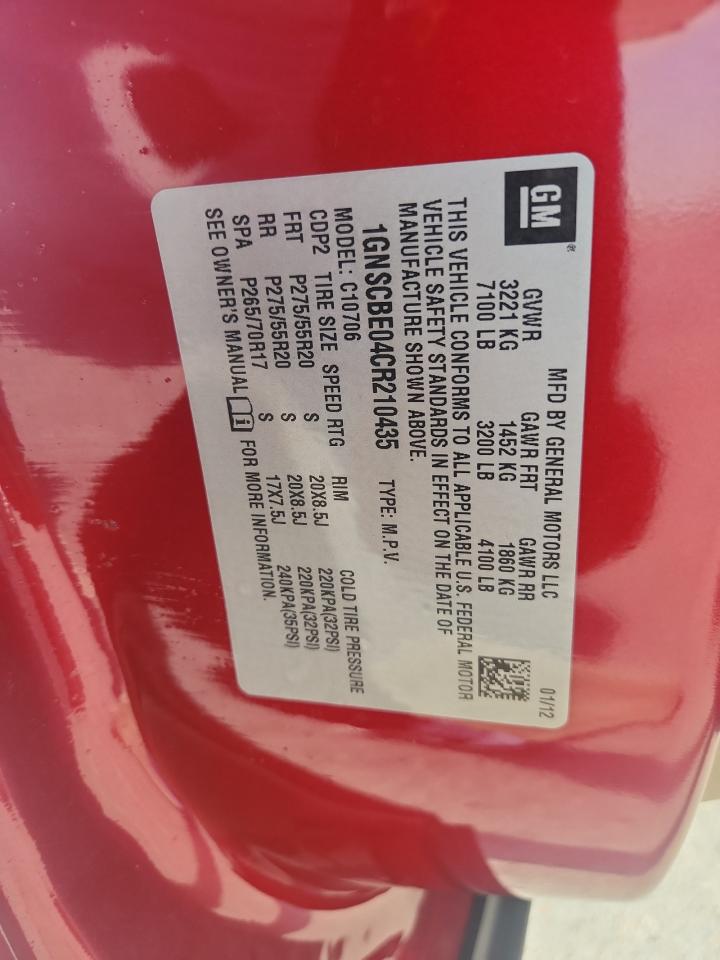 GM ®
MFD BY GENERAL MOTORS LLC 01/12
GVWR GAWR FRT GAWR RR
3221 KG 1452 KG 1860 KG
7100 LB 3200 LB 4100 LB
THIS VEHICLE CONFORMS TO ALL APPLICABLE U.S. FEDERAL MOTOR
VEHICLE SAFETY STANDARDS IN EFFECT ON THE DATE OF
MANUFACTURE SHOWN ABOVE.
1GNSCBE04CR210435 TYPE: M.P.V.
MODEL: C10706
CDP2 TIRE SIZE SPEED RTG RIM COLD TIRE PRESSURE
FRT P275/55R20 S 20X8.5J 220KPA(32PSI)
RR P275/55R20 S 20X8.5J 220KPA(32PSI)
SPA P265/70R17 S 17X7.5J 240KPA(35PSI)
SEE OWNER'S MANUAL FOR MORE INFORMATION.